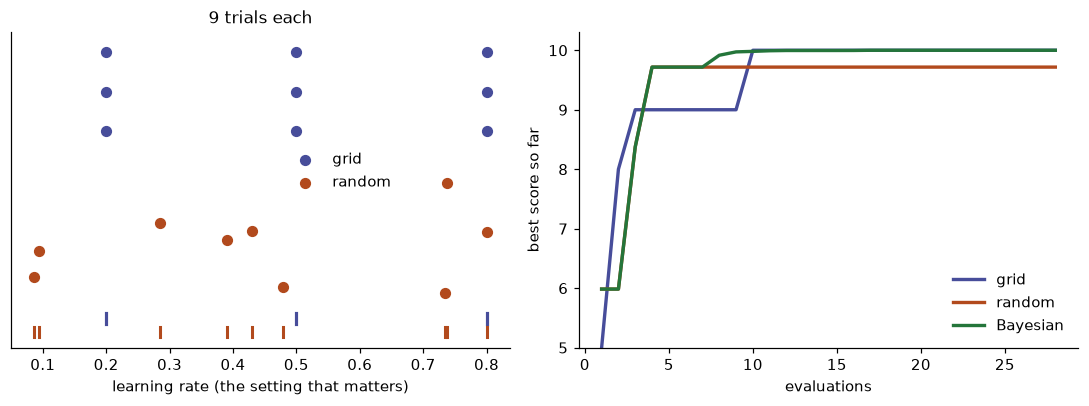 9 trials each
grid
random
0.1 0.2 0.3 0.4 0.5 0.6 0.7 0.8
learning rate (the setting that matters)
best score so far
10
9
8
7
6
5
grid
random
Bayesian
0 5 10 15 20 25
evaluations